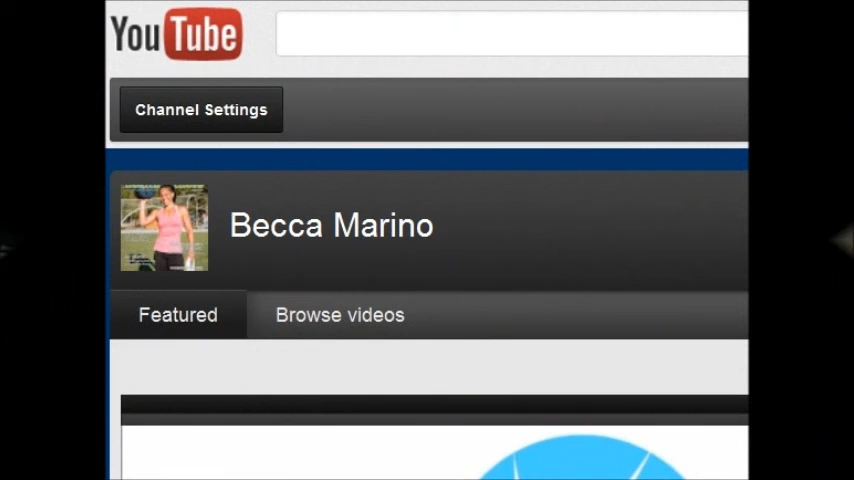 YouTube
Channel Settings
Becca Marino
Featured
Browse videos